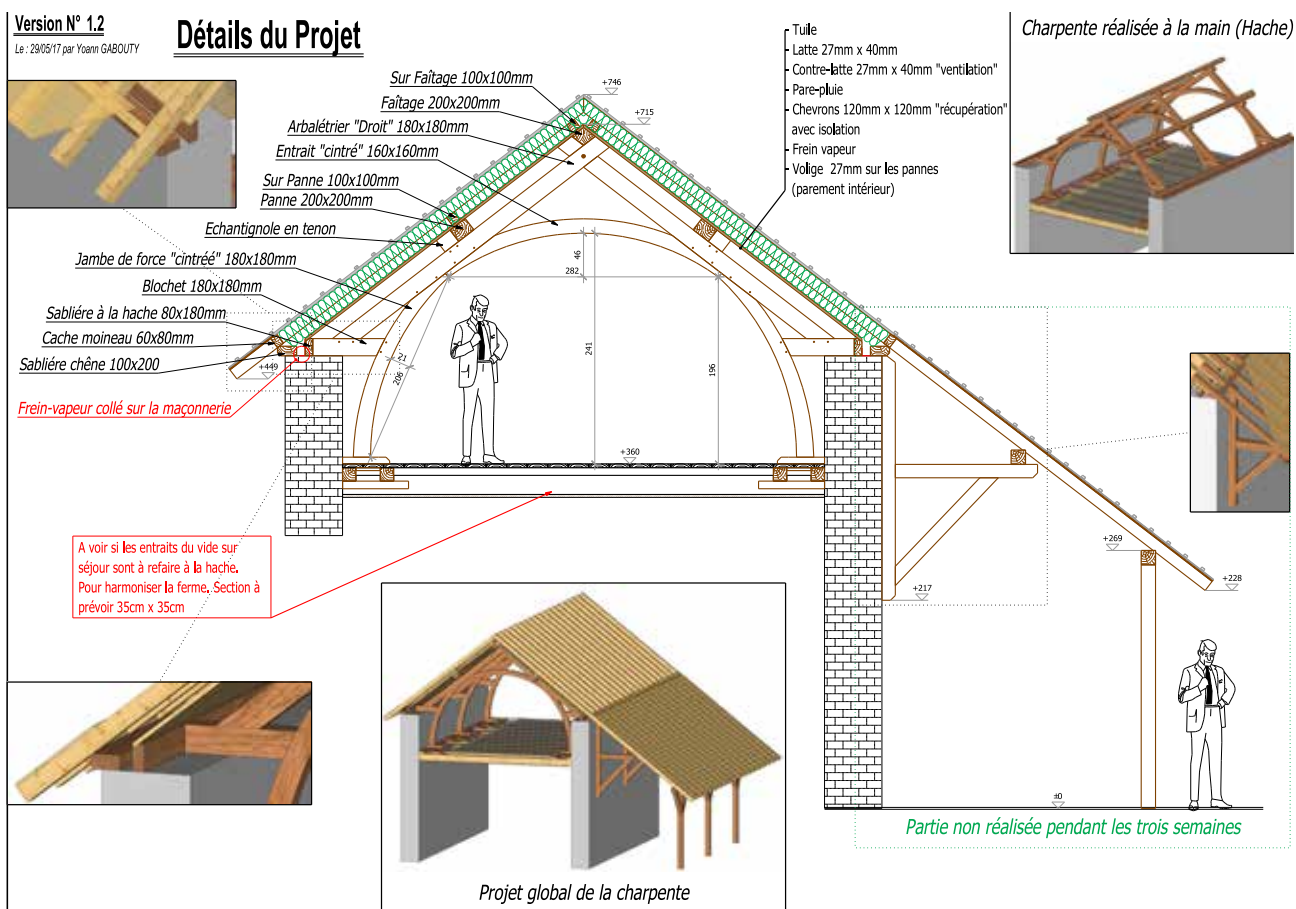 Version N° 1.2
Le : 29/05/17 par Yoann GABOUTY
Détails du Projet
Sur Faîtage 100x100mm
Faîtage 200x200mm
Arbalétrier "Droit" 180x180mm
Entrait "cintré" 160x160mm
Sur Panne 100x100mm
Panne 200x200mm
Echantignole en tenon
Jambe de force "cintréé" 180x180mm
Blochet 180x180mm
Sabliére à la hache 80x180mm
Cache moineau 60x80mm
Sabliére chêne 100x200
Frein-vapeur collé sur la maçonnerie
+746
+715
Tuile
Latte 27mm x 40mm
Contre-latte 27mm x 40mm "ventilation"
Pare-pluie
Chevrons 120mm x 120mm "récupération"
avec isolation
Frein vapeur
Volige 27mm sur les pannes
(parement intérieur)
Charpente réalisée à la main (Hache)
46
282
241
196
21
206
+449
+360
+269
+228
+217
±0
A voir si les entraits du vide sur
séjour sont à refaire à la hache.
Pour harmoniser la ferme. Section à
prévoir 35cm x 35cm
Projet global de la charpente
Partie non réalisée pendant les trois semaines